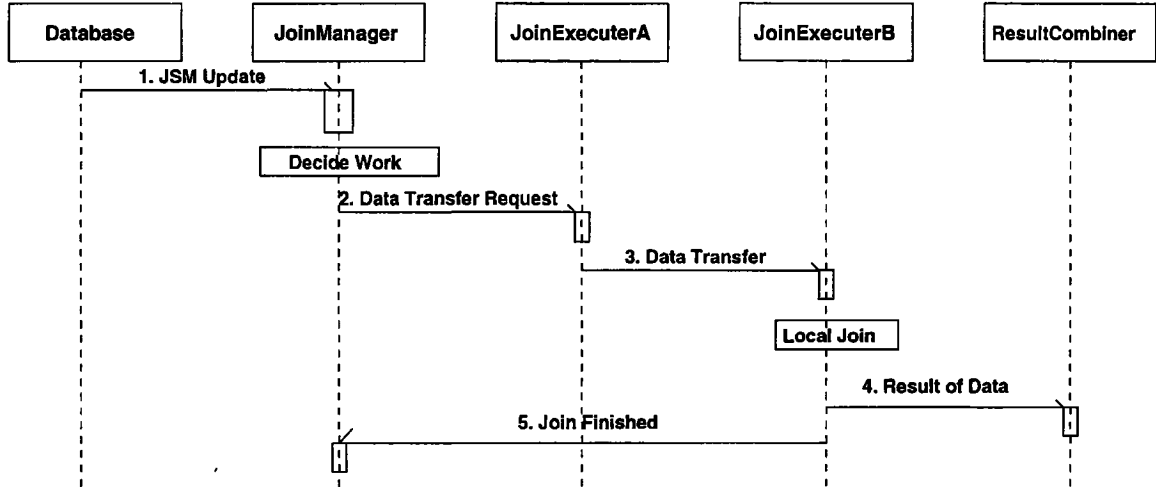 Database
JoinManager
JoinExecuterA
JoinExecuterB
ResultCombiner
1. JSM Update
Decide Work
2. Data Transfer Request
3. Data Transfer
Local Join
4. Result of Data
5. Join Finished